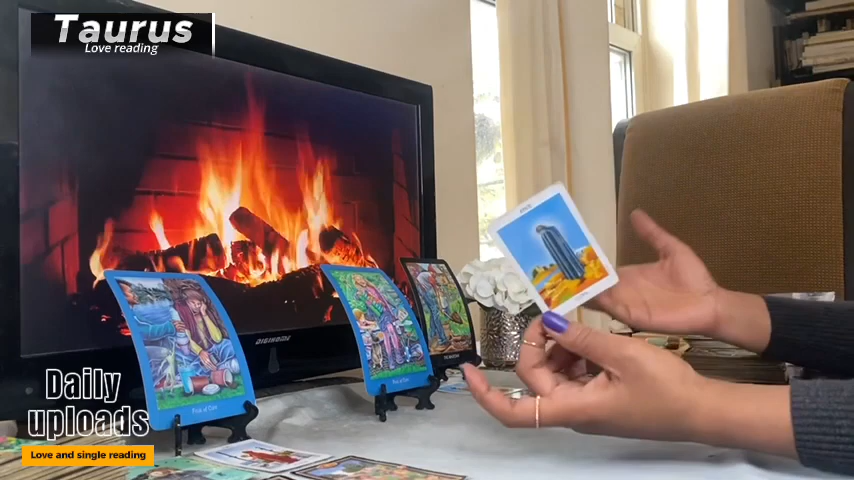 Taurus
Love reading
DIGIHOME
Daily
uploads
Love and single reading